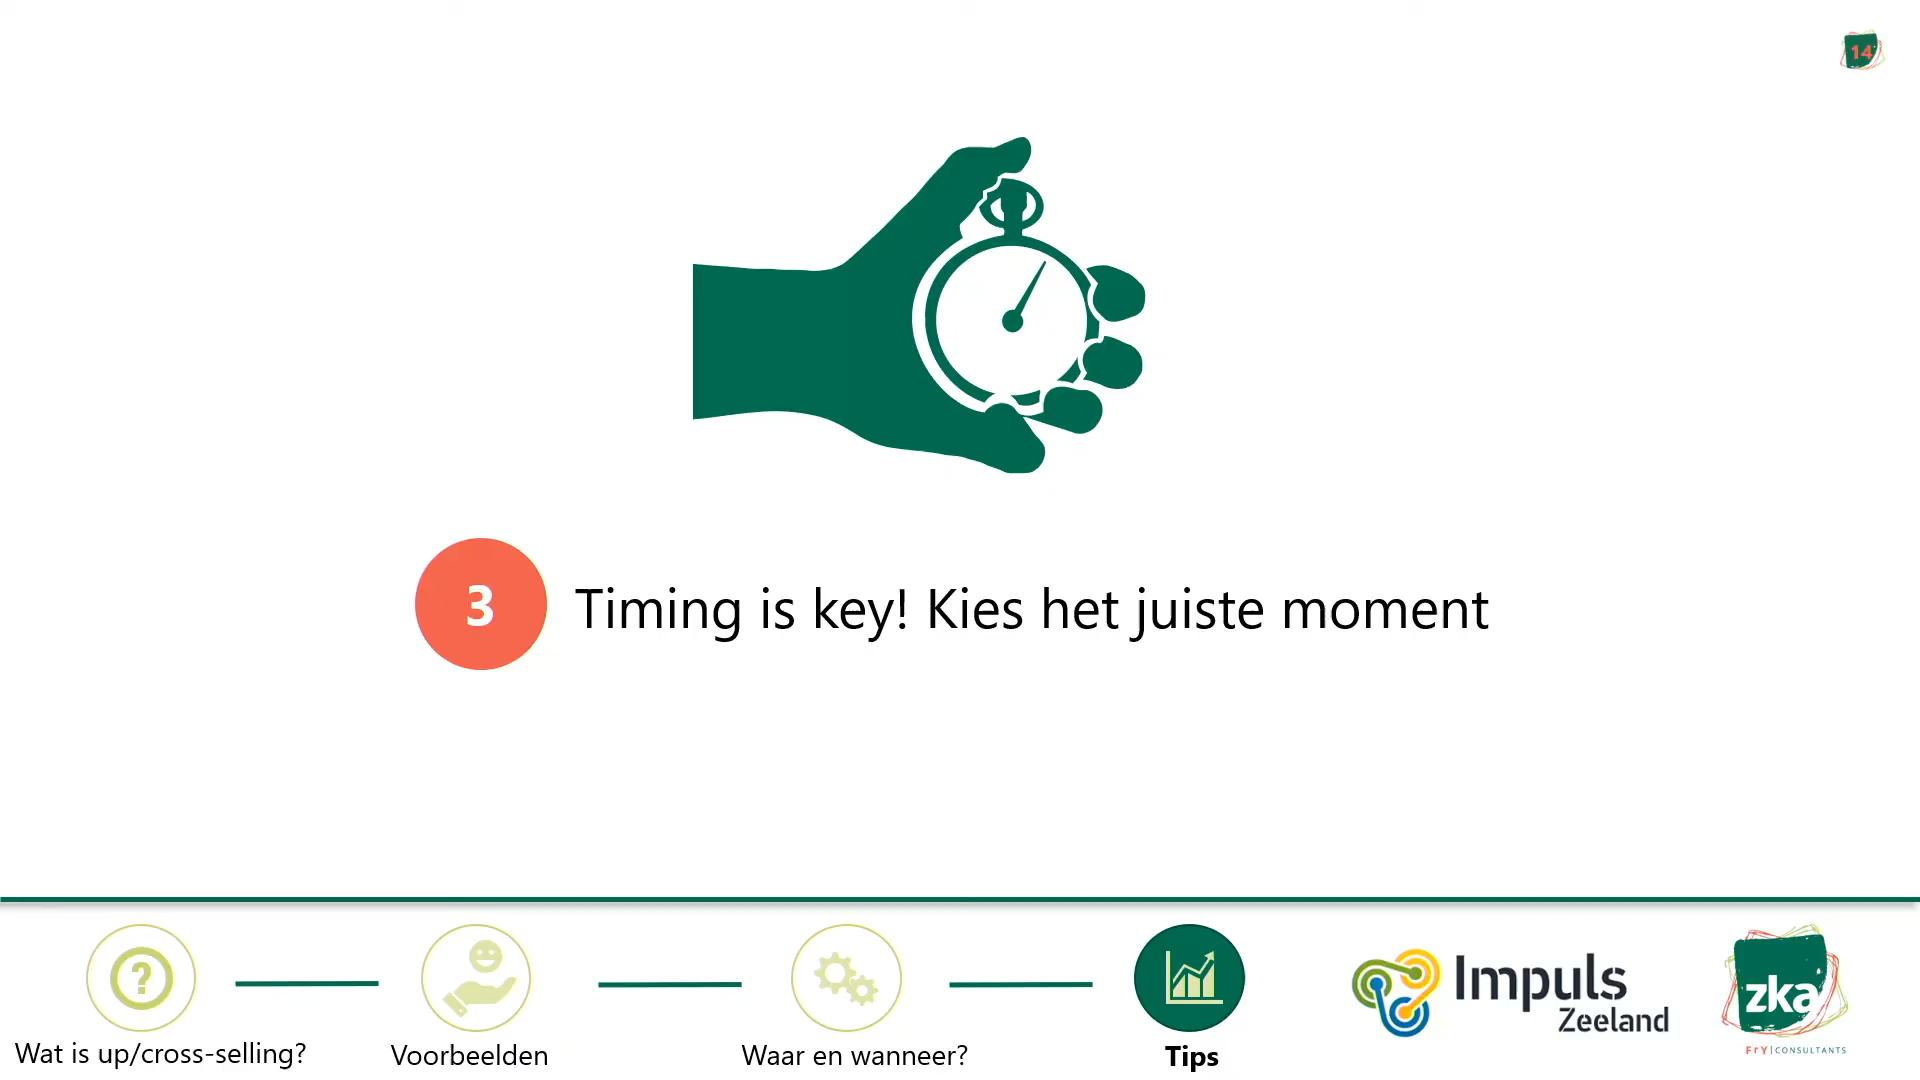 14
3
Timing is key! Kies het juiste moment
?
Wat is up/cross-selling?
Voorbeelden
Waar en wanneer?
Tips
Impuls
Zeeland
zka
FrY|CONSULTANTS